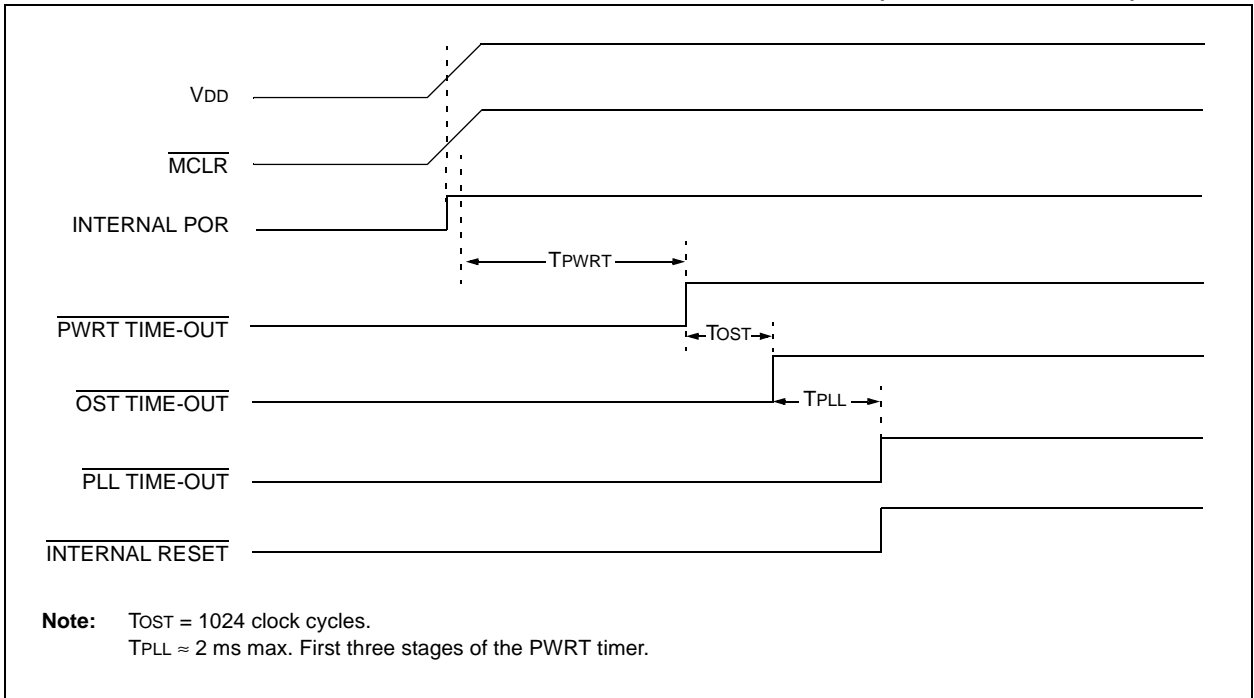 VDD
MCLR
INTERNAL POR
TPWRT
PWRT TIME-OUT
TOST
OST TIME-OUT
TPLL
PLL TIME-OUT
INTERNAL RESET
Note: TOST = 1024 clock cycles.
TPLL ≈ 2 ms max. First three stages of the PWRT timer.